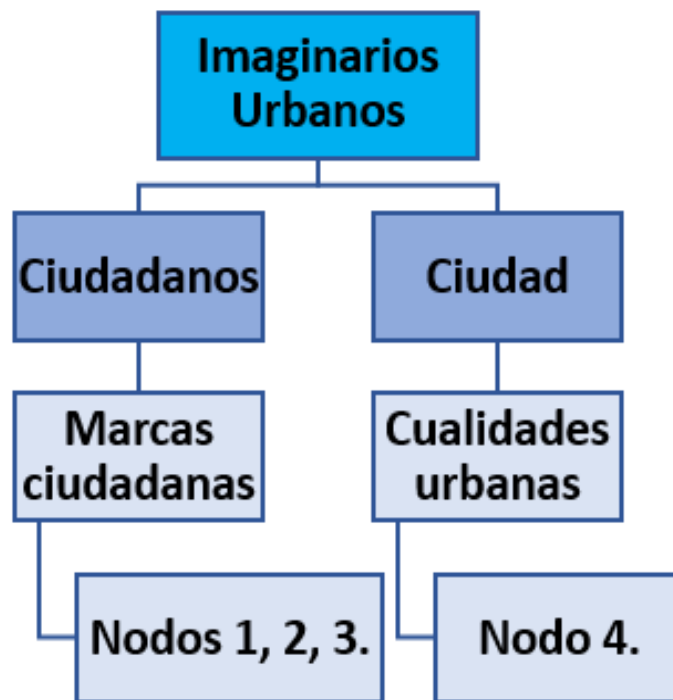 Imaginarios
Urbanos
Ciudadanos
Ciudad
Marcas
ciudadanas
Cualidades
urbanas
Nodos 1, 2, 3.
Nodo 4.